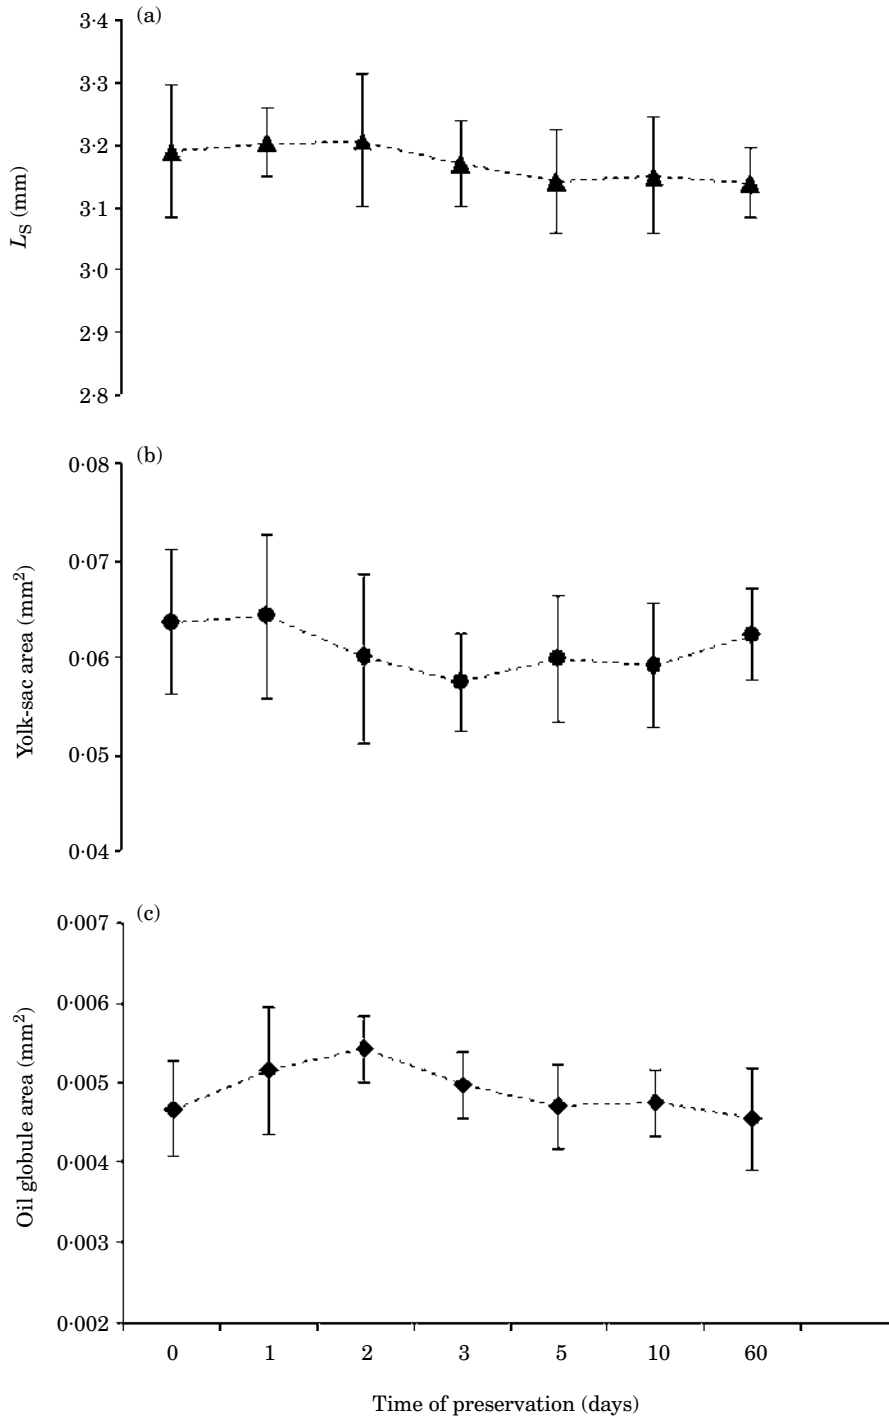 (a)
3·4
3·3
3·2
3·1
3·0
2·9
2·8
LS (mm)
(b)
0·08
0·07
0·06
0·05
0·04
Yolk-sac area (mm2)
(c)
0·007
0·006
0·005
0·004
0·003
0·002
Oil globule area (mm2)
0 1 2 3 5 10 60
Time of preservation (days)